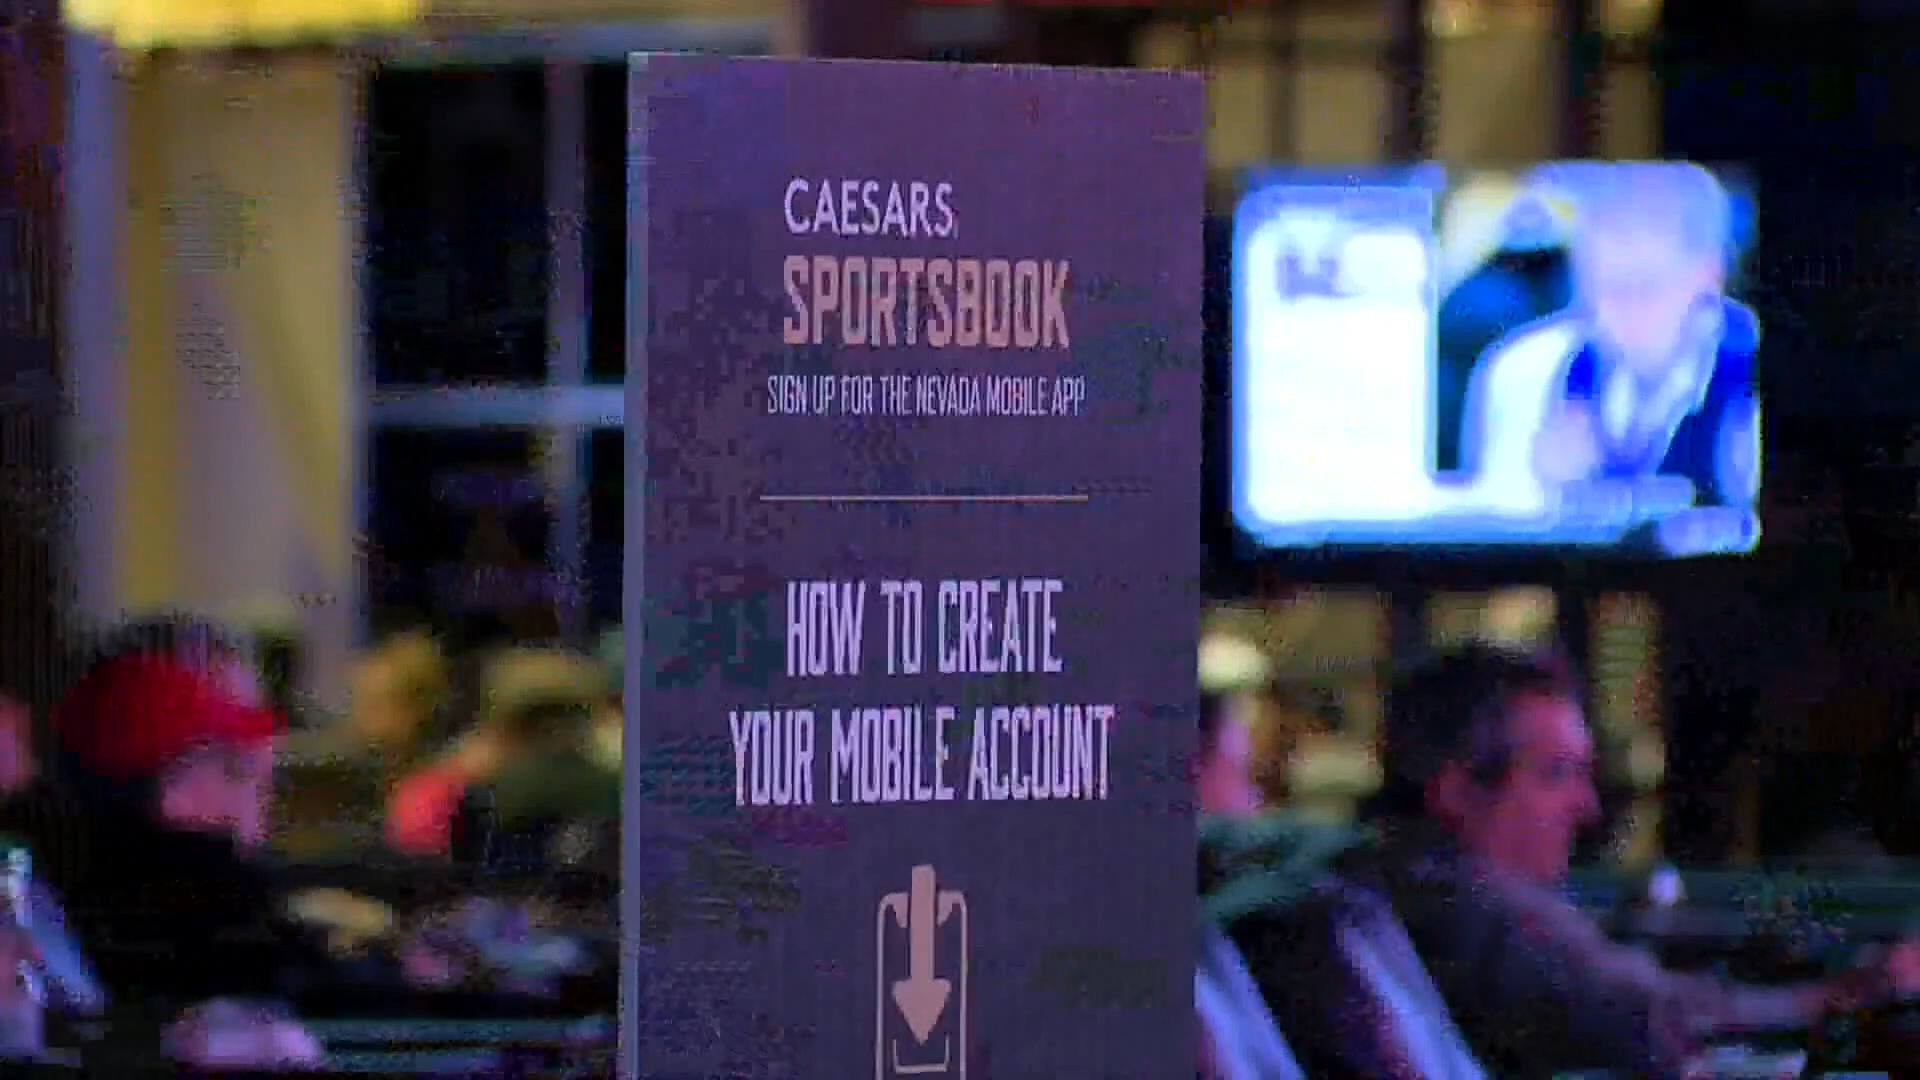 CAESARS
SPORTSBOOK
SIGN UP FOR THE NEVADA MOBILE APP
HOW TO CREATE
YOUR MOBILE ACCOUNT